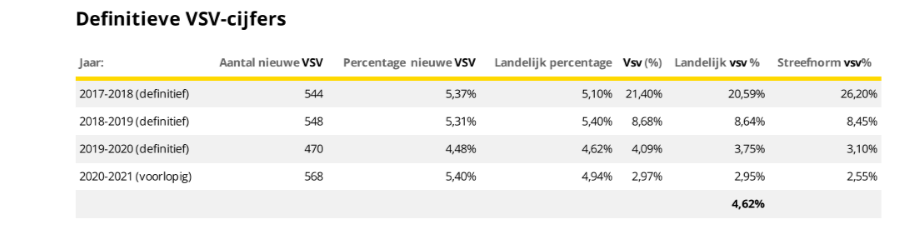 Definitieve VSV-cijfers
Jaar: Aantal nieuwe VSV Percentage nieuwe VSV Landelijk percentage Vsv (%) Landelijk vsv % Streefnorm vsv%
2017-2018 (definitief) 544 5,37% 5,10% 21,40% 20,59% 26,20%
2018-2019 (definitief) 548 5,31% 5,40% 8,68% 8,64% 8,45%
2019-2020 (definitief) 470 4,48% 4,62% 4,09% 3,75% 3,10%
2020-2021 (voorlopig) 568 5,40% 4,94% 2,97% 2,95% 2,55%
4,62%